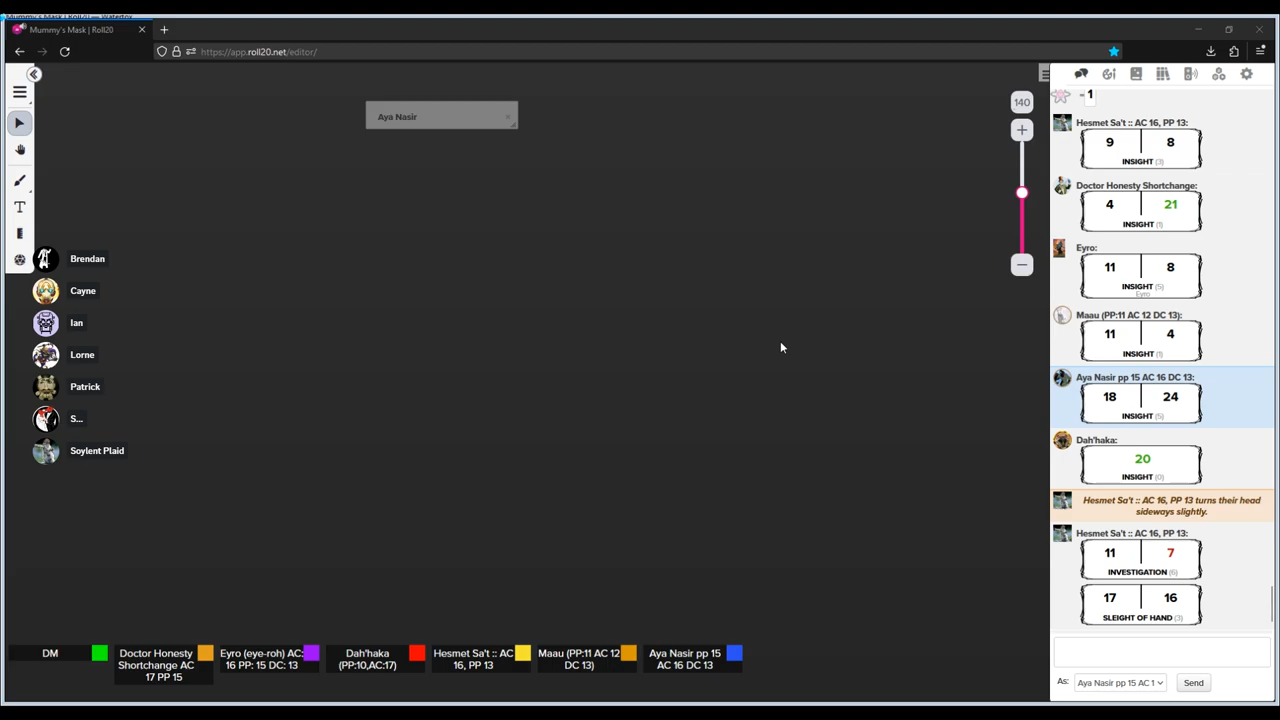 Mummy's Mask | Roll20 — Waterfox
Mummy's Mask | Roll20
https://app.roll20.net/editor/
Aya Nasir
140
Brendan
Cayne
Ian
Lorne
Patrick
S...
Soylent Plaid
DM
Doctor Honesty
Shortchange AC
17 PP 15
Eyro (eye-roh) AC:
16 PP: 15 DC: 13
Dah'haka
(PP:10,AC:17)
Hesmet Sa't :: AC
16, PP 13
Maau (PP:11 AC 12
DC 13)
Aya Nasir pp 15
AC 16 DC 13
- 1
Hesmet Sa't :: AC 16, PP 13:
9 8
INSIGHT (3)
Doctor Honesty Shortchange:
4 21
INSIGHT (1)
Eyro:
11 8
INSIGHT (5)
Eyro
Maau (PP:11 AC 12 DC 13):
11 4
INSIGHT (1)
Aya Nasir pp 15 AC 16 DC 13:
18 24
INSIGHT (5)
Dah'haka:
20
INSIGHT (0)
Hesmet Sa't :: AC 16, PP 13 turns their head
sideways slightly.
Hesmet Sa't :: AC 16, PP 13:
11 7
INVESTIGATION (6)
17 16
SLEIGHT OF HAND (3)
As: Aya Nasir pp 15 AC 1 Send